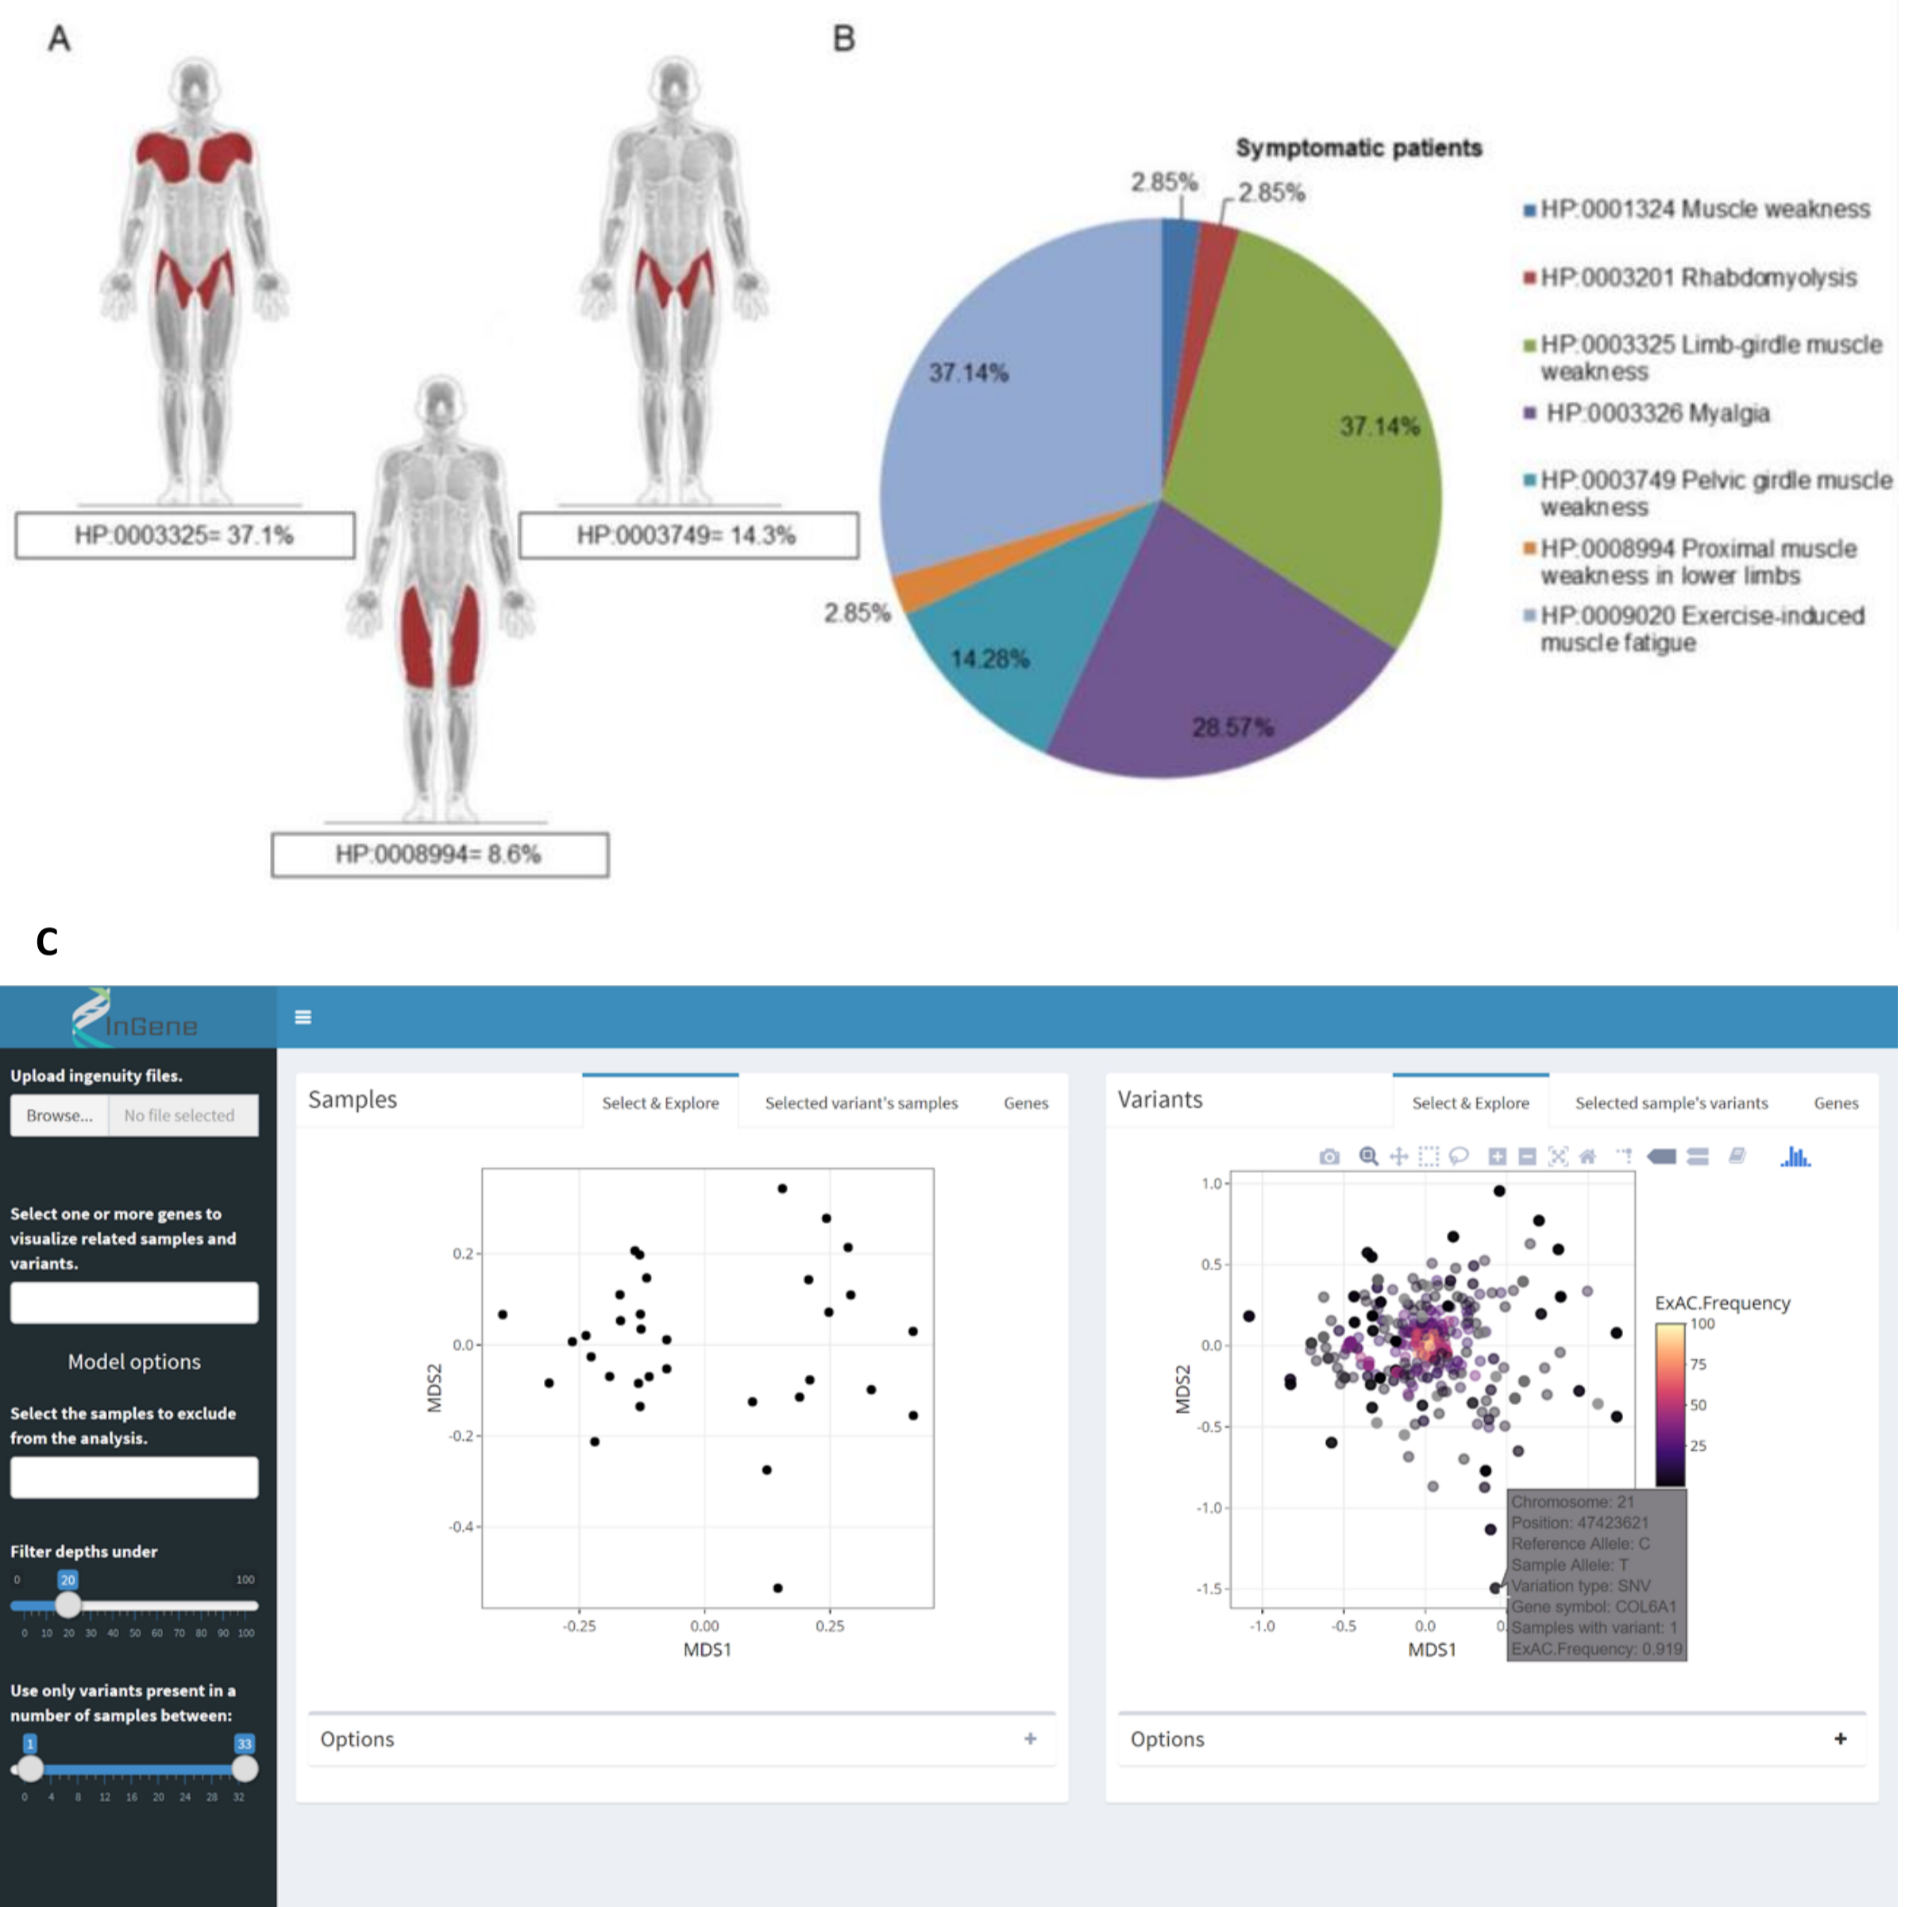 A
HP:0003325= 37.1%
HP:0003749= 14.3%
HP:0008994= 8.6%
B
Symptomatic patients
2.85%
2.85%
37.14%
37.14%
2.85%
14.28%
28.57%
HP:0001324 Muscle weakness
HP:0003201 Rhabdomyolysis
HP:0003325 Limb-girdle muscle
weakness
HP:0003326 Myalgia
HP:0003749 Pelvic girdle muscle
weakness
HP:0008994 Proximal muscle
weakness in lower limbs
HP:0009020 Exercise-induced
muscle fatigue
C
InGene
Upload ingenuity files.
Browse... No file selected
Select one or more genes to
visualize related samples and
variants.
Model options
Select the samples to exclude
from the analysis.
Filter depths under
0 20 100
0 10 20 30 40 50 60 70 80 90 100
Use only variants present in a
number of samples between:
1 33
0 4 8 12 16 20 24 28 32
Samples
Select & Explore
Selected variant's samples
Genes
0.2
0.0
-0.2
-0.4
MDS2
-0.25 0.00 0.25
MDS1
Options +
Variants
Select & Explore
Selected sample's variants
Genes
1.0
0.5
0.0
-0.5
-1.0
-1.5
MDS2
-1.0 -0.5 0.0 0.
MDS1
ExAC.Frequency
100
75
50
25
Chromosome: 21
Position: 47423621
Reference Allele: C
Sample Allele: T
Variation type: SNV
Gene symbol: COL6A1
Samples with variant: 1
ExAC.Frequency: 0.919
Options +